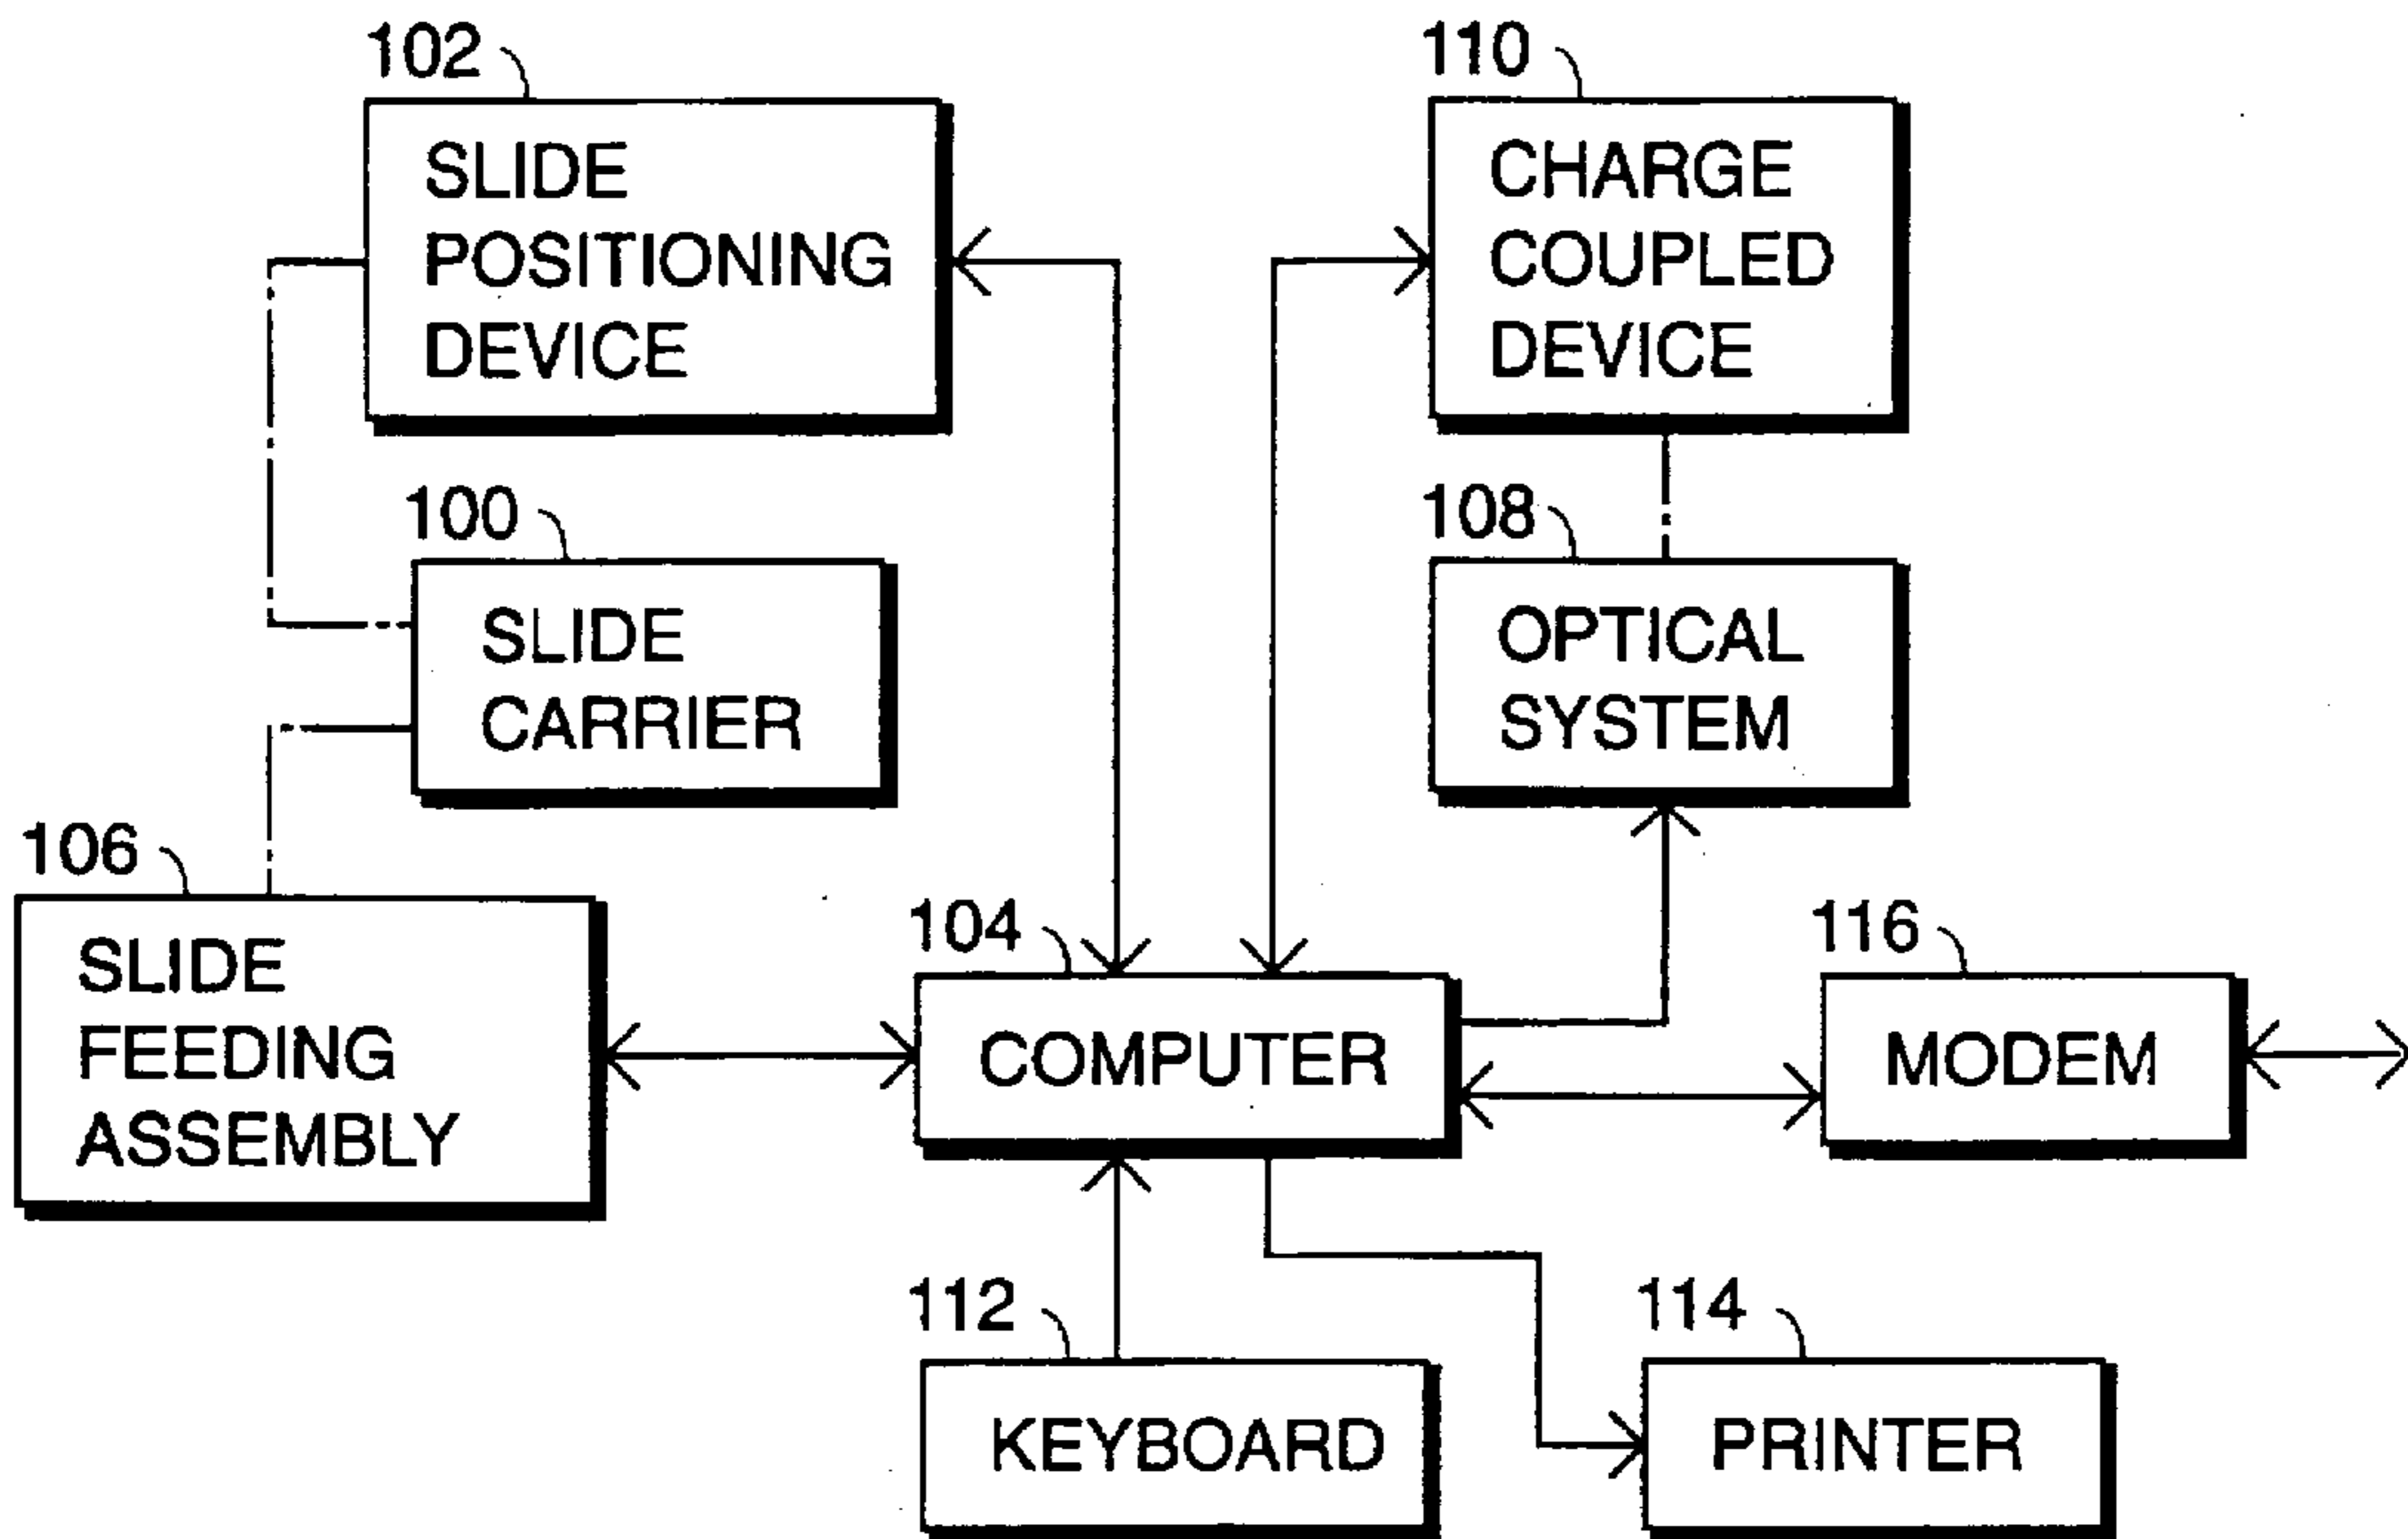 102
SLIDE
POSITIONING
DEVICE
110
CHARGE
COUPLED
DEVICE
100
SLIDE
CARRIER
108
OPTICAL
SYSTEM
106
SLIDE
FEEDING
ASSEMBLY
104
COMPUTER
116
MODEM
112
KEYBOARD
114
PRINTER